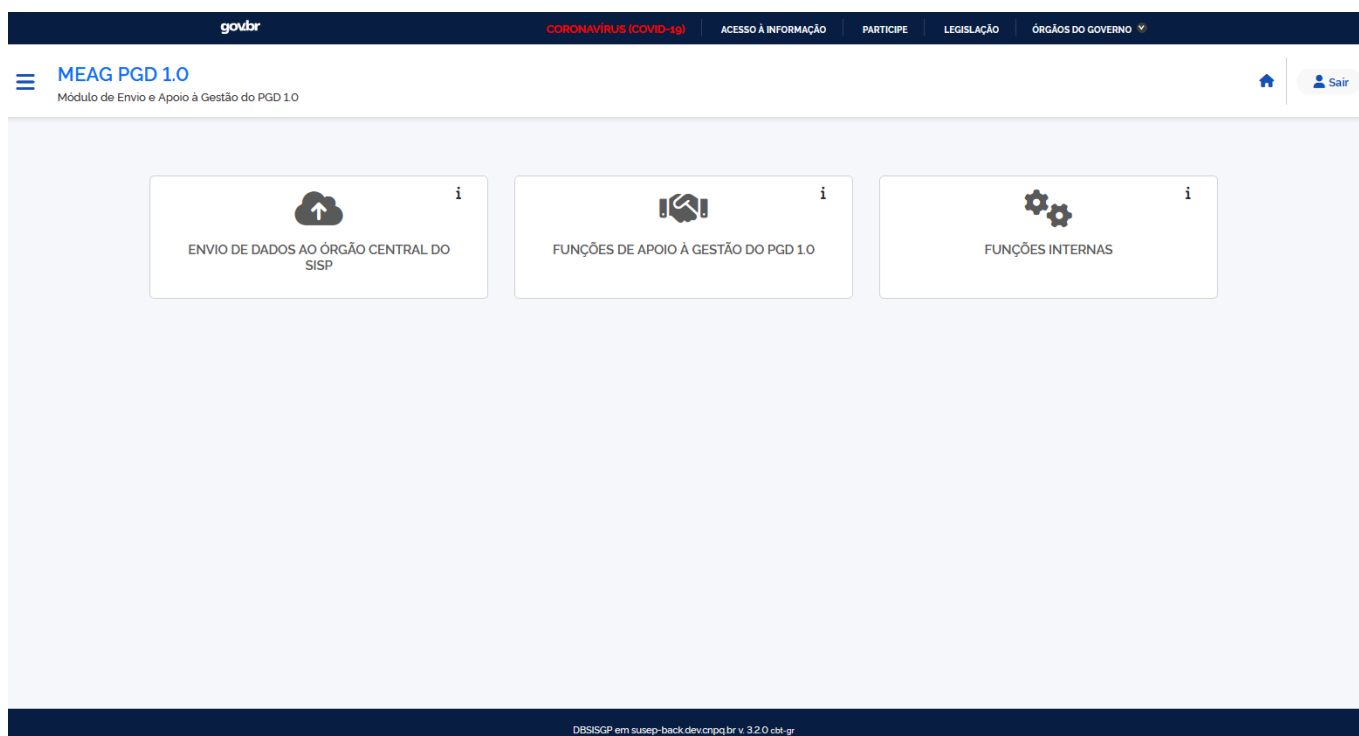 gov.br
CORONAVÍRUS (COVID-19)
ACESSO À INFORMAÇÃO
PARTICIPE
LEGISLAÇÃO
ÓRGÃOS DO GOVERNO
MEAG PGD 1.0
Módulo de Envio e Apoio à Gestão do PGD 1.0
Sair
i
ENVIO DE DADOS AO ÓRGÃO CENTRAL DO
SISP
i
FUNÇÕES DE APOIO À GESTÃO DO PGD 1.0
i
FUNÇÕES INTERNAS
DBSISGP em susep-back.dev.cnpq.br v. 3.2.0 cbt-gr